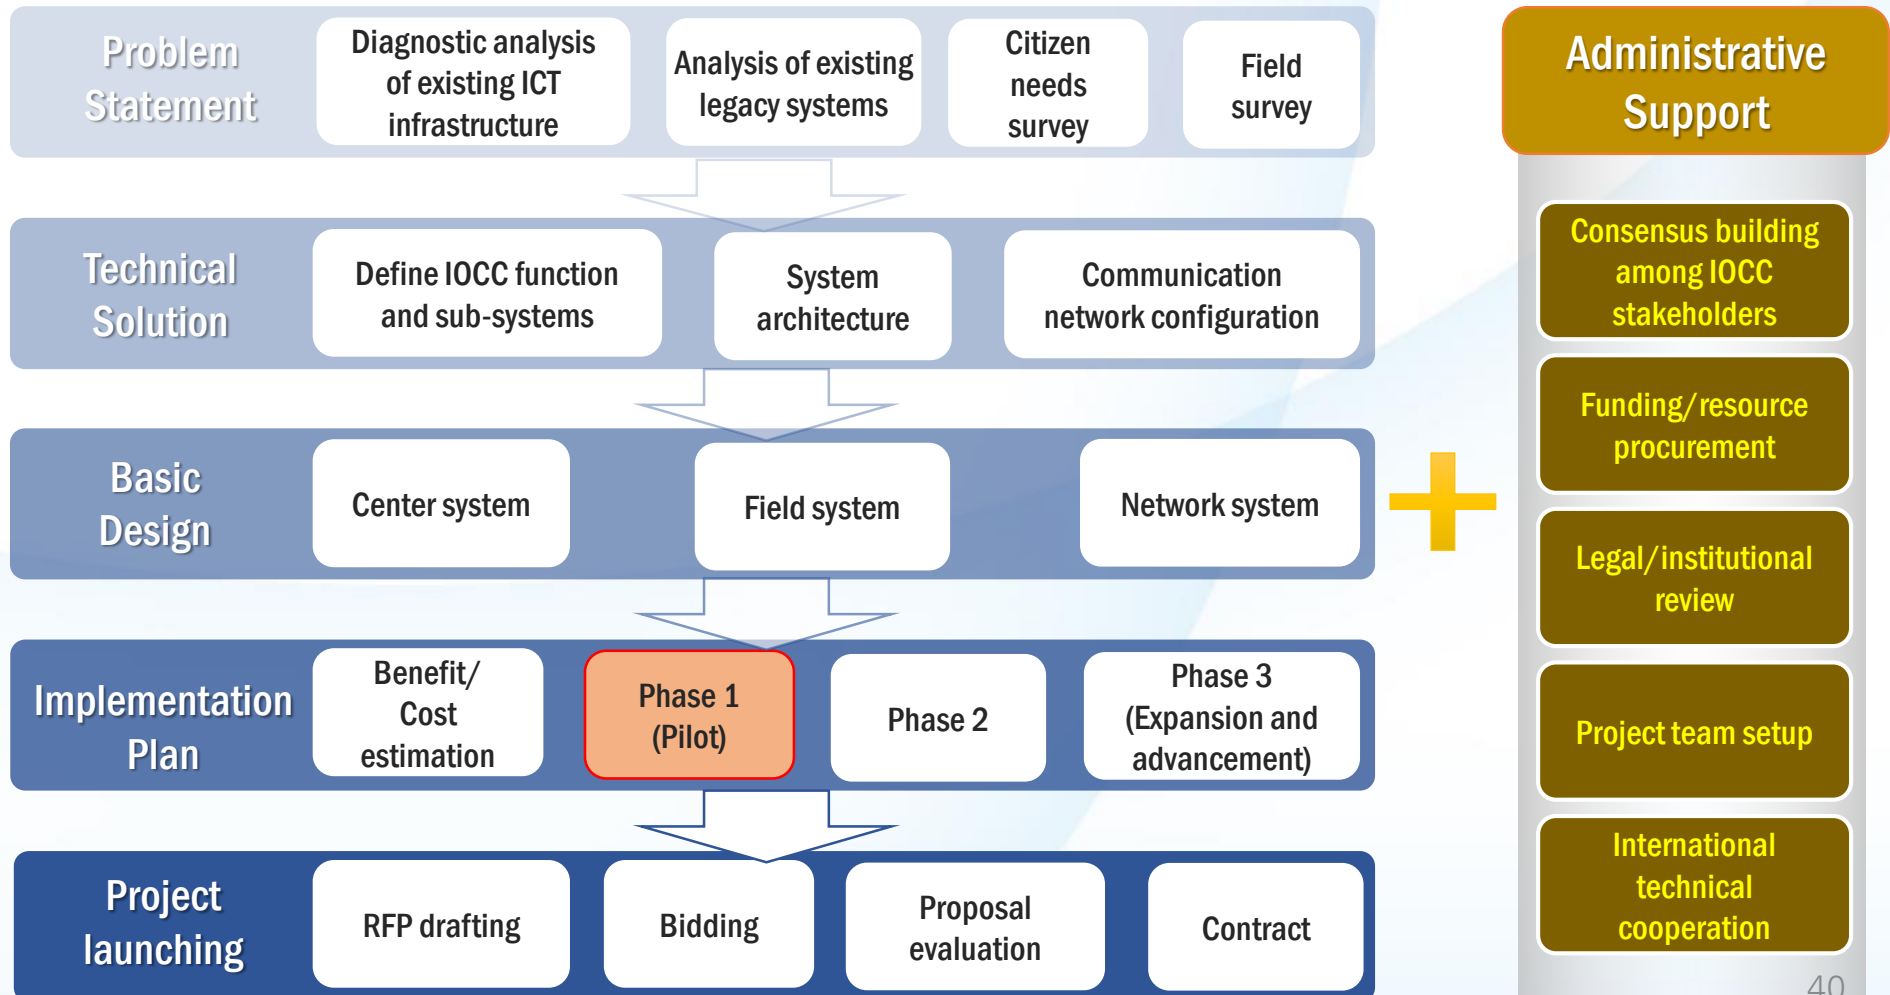 Problem
Statement
Diagnostic analysis
of existing ICT
infrastructure
Analysis of existing
legacy systems
Citizen
needs
survey
Field
survey
Technical
Solution
Define IOCC function
and sub-systems
System
architecture
Communication
network configuration
Basic
Design
Center system
Field system
Network system
Implementation
Plan
Benefit/
Cost
estimation
Phase 1
(Pilot)
Phase 2
Phase 3
(Expansion and
advancement)
Project
launching
RFP drafting
Bidding
Proposal
evaluation
Contract
Administrative
Support
Consensus building
among IOCC
stakeholders
Funding/resource
procurement
Legal/institutional
review
Project team setup
International
technical
cooperation
40